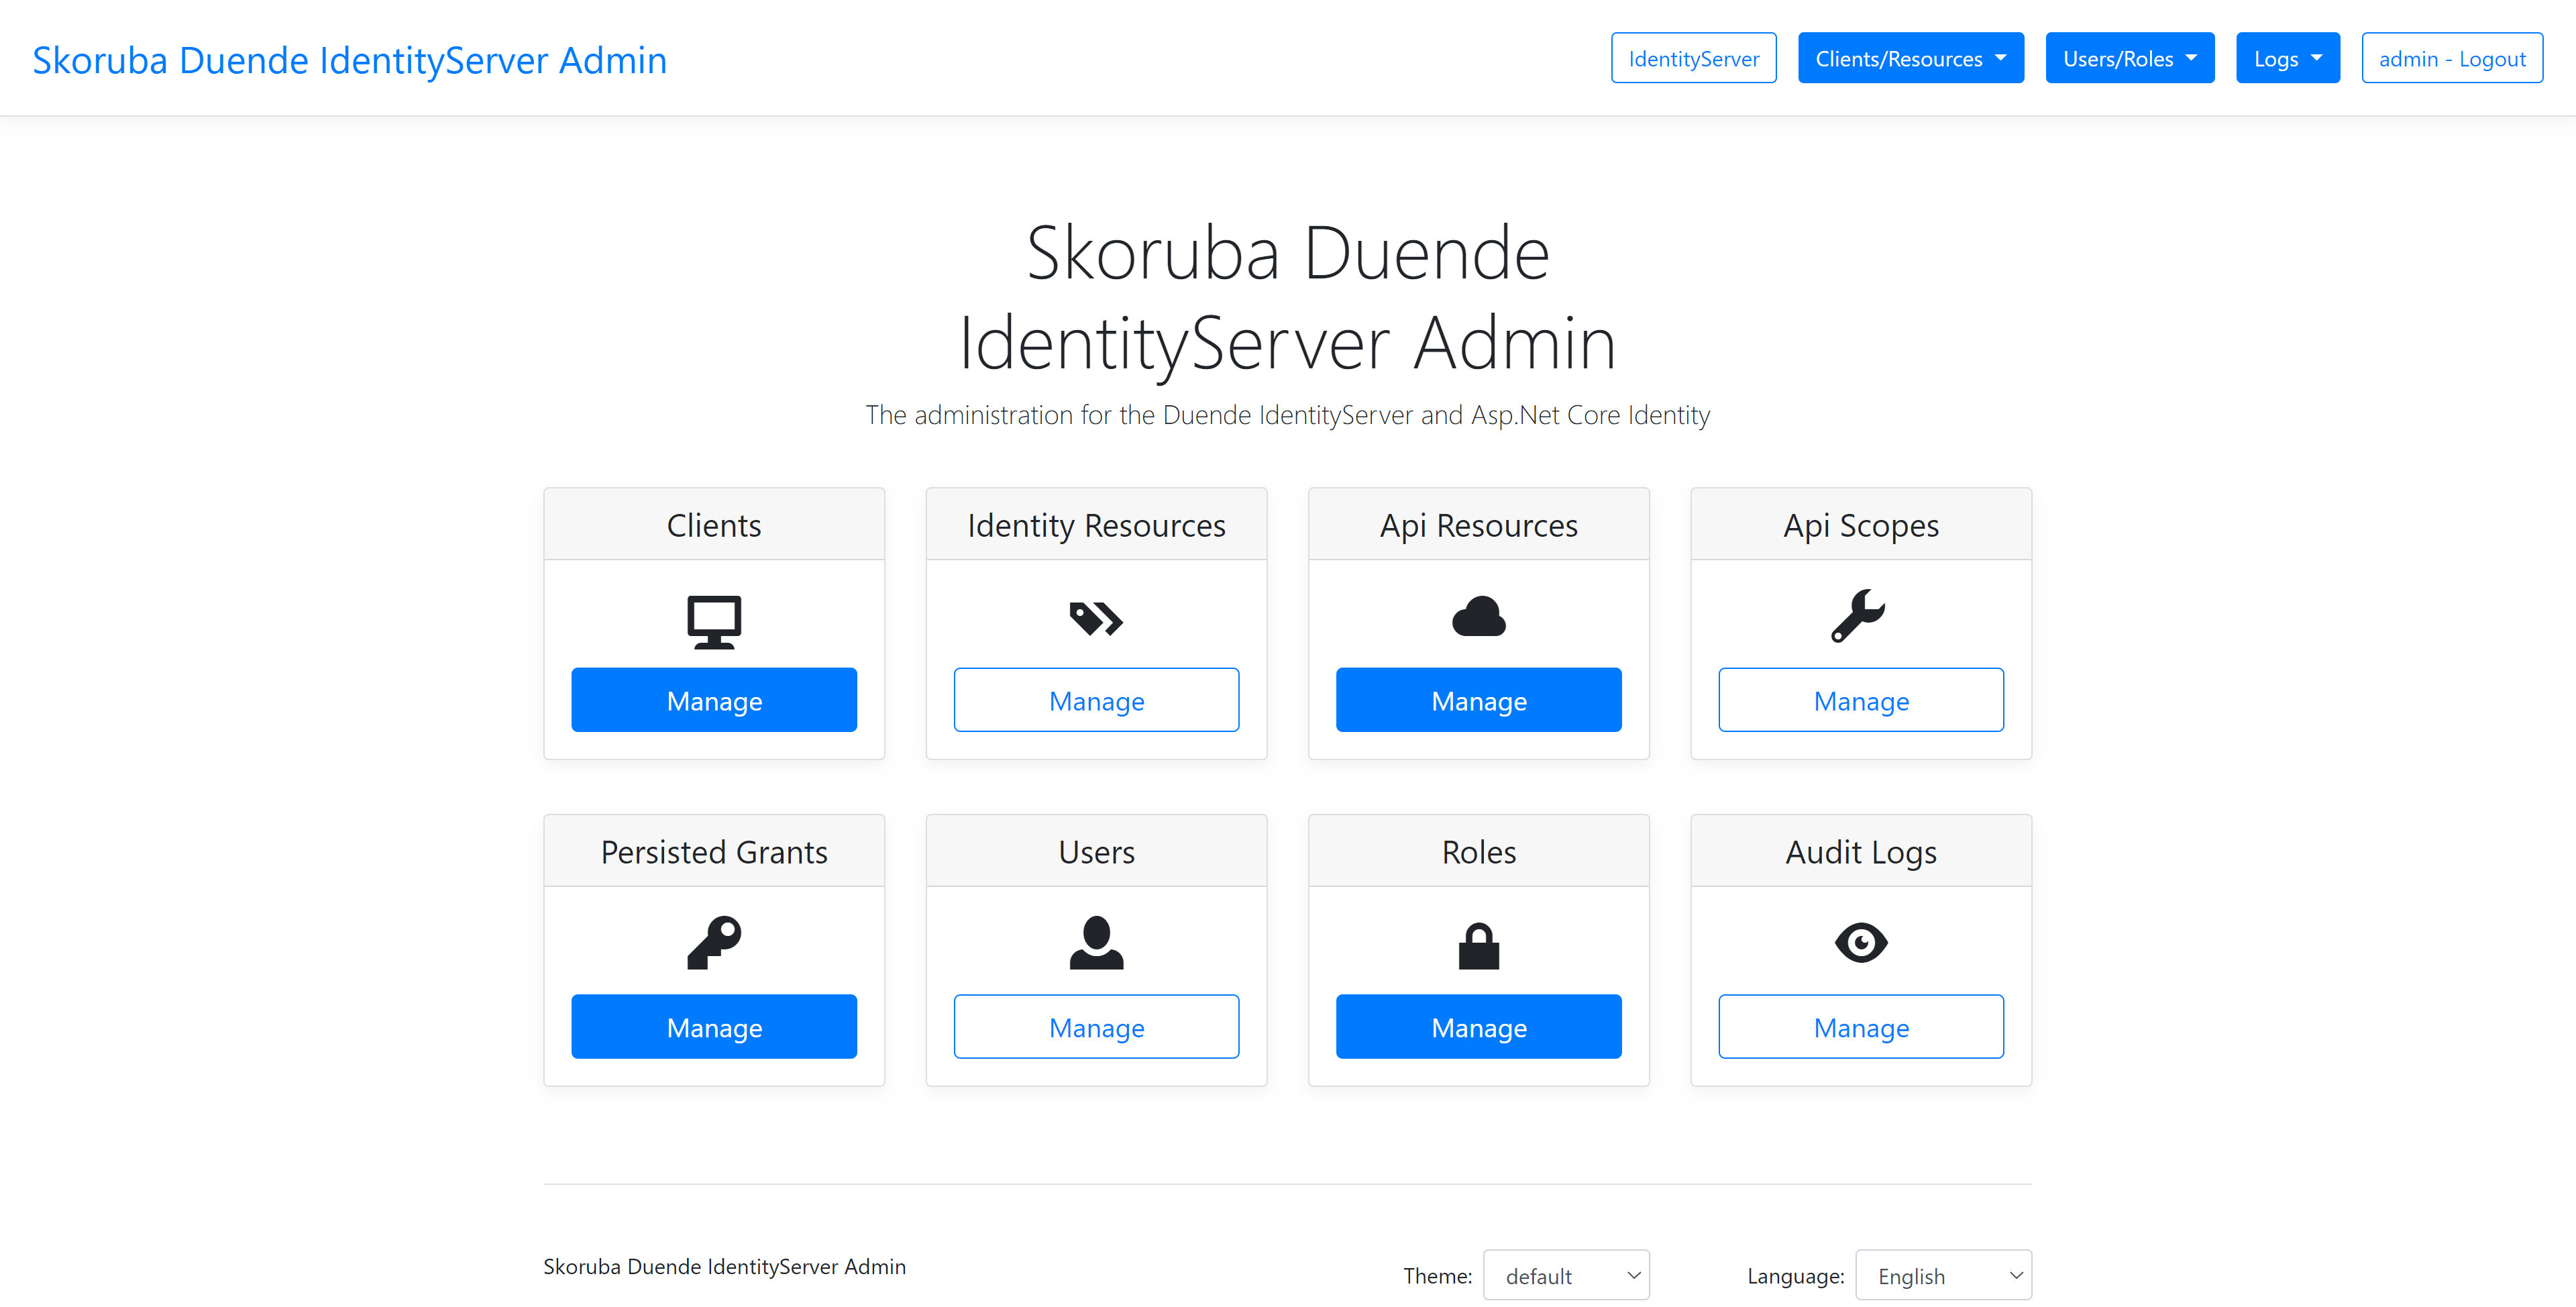 Skoruba Duende IdentityServer Admin
IdentityServer
Clients/Resources
Users/Roles
Logs
admin - Logout
Skoruba Duende
IdentityServer Admin
The administration for the Duende IdentityServer and Asp.Net Core Identity
Clients
Identity Resources
Api Resources
Api Scopes
Manage
Manage
Manage
Manage
Persisted Grants
Users
Roles
Audit Logs
Manage
Manage
Manage
Manage
Skoruba Duende IdentityServer Admin
Theme:
default
Language:
English